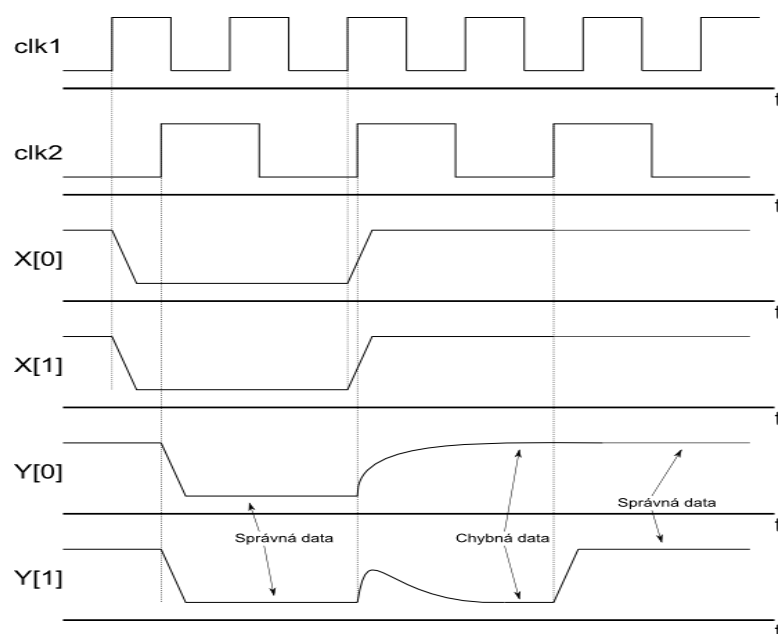 clk1
t
clk2
t
X[0]
t
X[1]
t
Y[0]
Správná data
t
Správná data
Chybná data
Y[1]
t